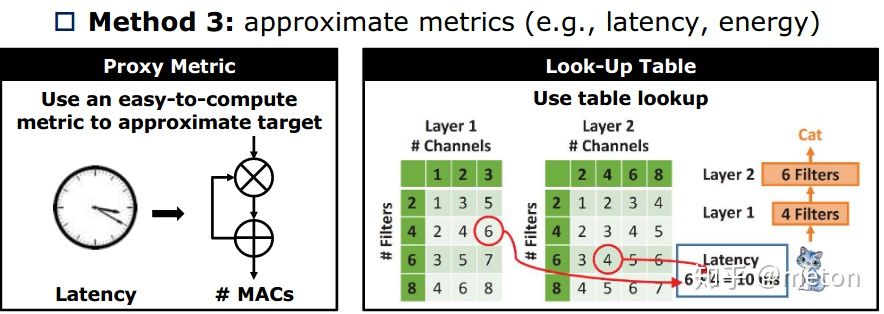 Method 3: approximate metrics (e.g., latency, energy)
Proxy Metric
Use an easy-to-compute
metric to approximate target
Latency
# MACs
Look-Up Table
Use table lookup
Layer 1
# Channels
# Filters
1 2 3
2 1 3 5
4 2 4 6
6 3 5 7
8 4 6 8
Layer 2
# Channels
# Filters
2 4 6 8
2 1 2 3 4
4 2 3 4 5
6 3 4 5 6
8 4 5 6 7
Cat
Layer 2 6 Filters
Layer 1 4 Filters
Latency
6 + 4 = 10 ms
知乎 @meton